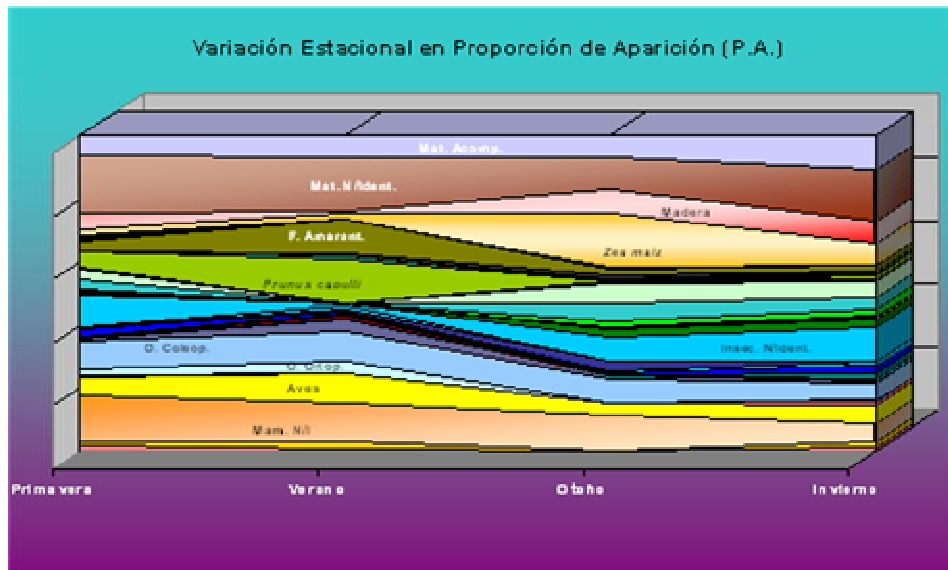 Variación Estacional en Proporción de Aparición (P.A.)
Mat. Acomp.
Mat. N/Ident.
Madera
F. Amarant.
Zea maiz
Prunus capulli
O. Coleop.
Insec. N/Ident.
O. Ortop.
Aves
Mam. N/I
Primavera
Verano
Otoño
Invierno